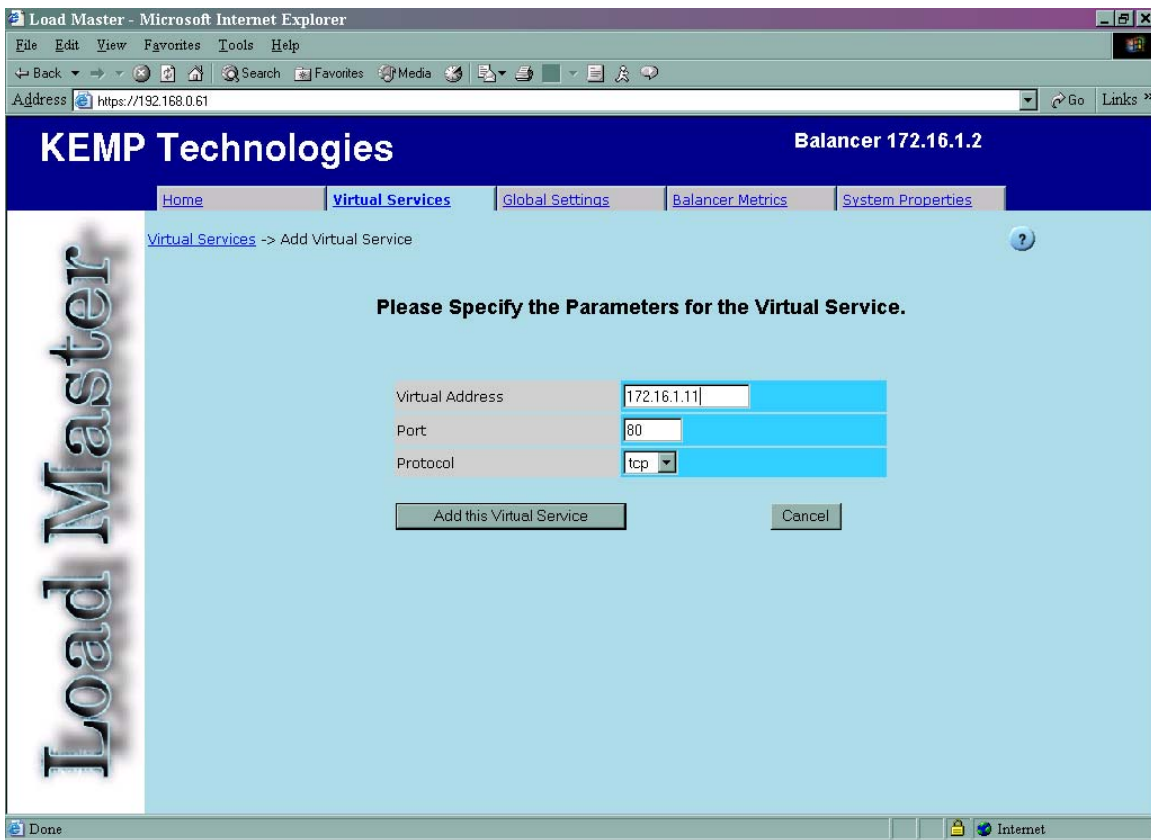 Load Master - Microsoft Internet Explorer
File Edit View Favorites Tools Help
Back Search Favorites Media
Address https://192.168.0.61 Go Links »
KEMP Technologies
Balancer 172.16.1.2
Home Virtual Services Global Settings Balancer Metrics System Properties
Virtual Services -> Add Virtual Service ?
Load Master
Please Specify the Parameters for the Virtual Service.
Virtual Address 172.16.1.11
Port 80
Protocol tcp
Add this Virtual Service Cancel
Done Internet